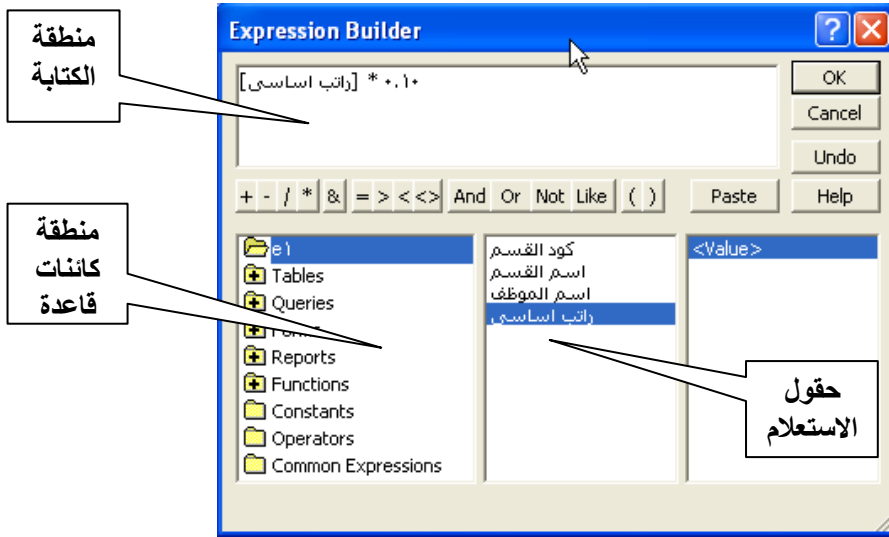 Expression Builder
منطقة
الكتابة
[راتب اساسى] * ٠.١٠
OK
Cancel
Undo
+ - / * & = > < <> And Or Not Like ( ) Paste Help
منطقة
كائنات
قاعدة
e١
Tables
Queries
Forms
Reports
Functions
Constants
Operators
Common Expressions
كود القسم
اسم القسم
اسم الموظف
راتب اساسى
<Value>
حقول
الاستعلام